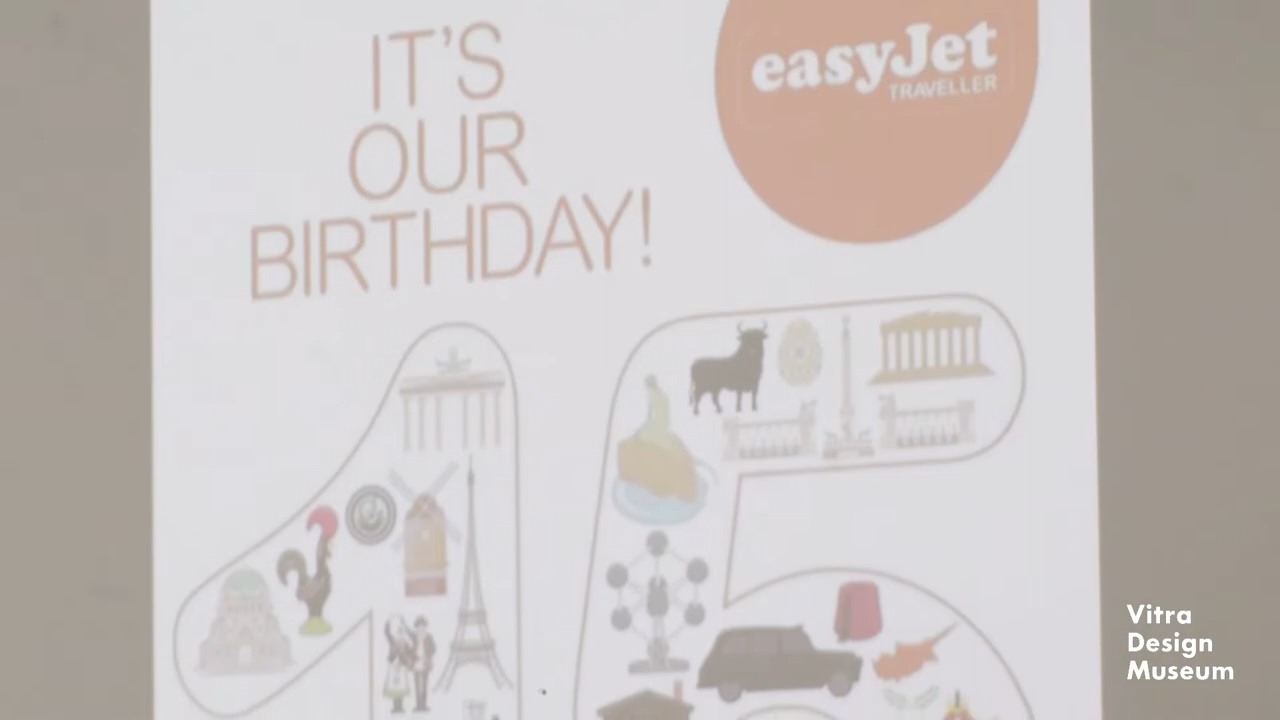 IT'S
OUR
BIRTHDAY!
easyJet
TRAVELLER
Vitra
Design
Museum